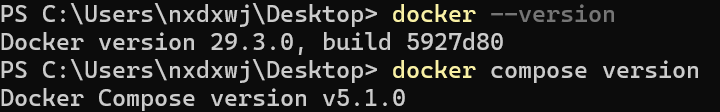 PS C:\Users\nxdxwj\Desktop> docker --version
Docker version 29.3.0, build 5927d80
PS C:\Users\nxdxwj\Desktop> docker compose version
Docker Compose version v5.1.0